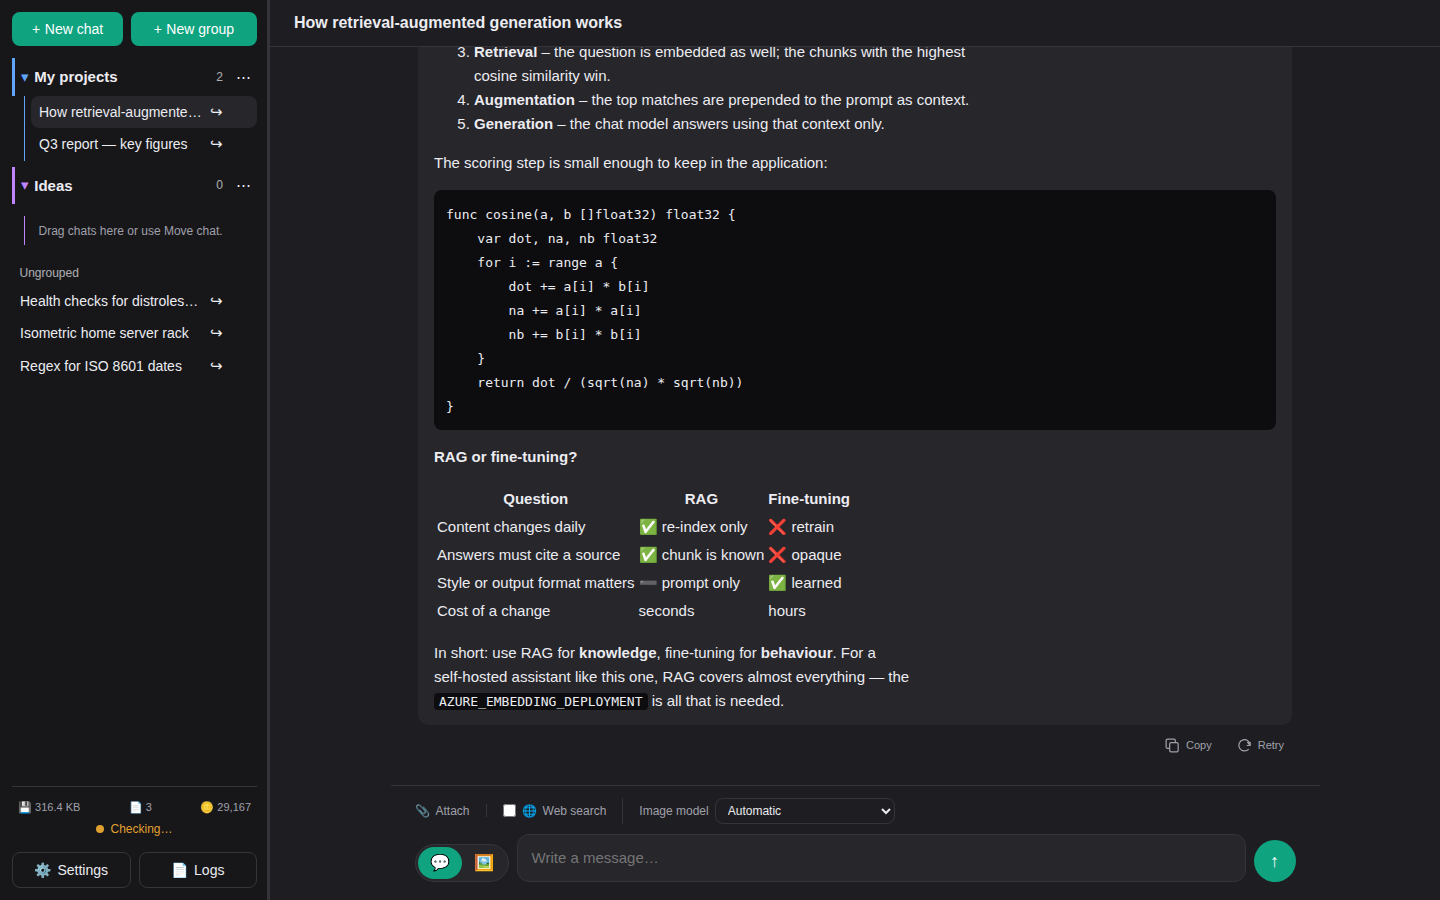 + New chat
+ New group
▼ My projects 2 ⋯
How retrieval-augmente… ↪
Q3 report — key figures ↪
▼ Ideas 0 ⋯
Drag chats here or use Move chat.
Ungrouped
Health checks for distroles… ↪
Isometric home server rack ↪
Regex for ISO 8601 dates ↪
💾 316.4 KB 📄 3 🪙 29,167
Checking…
⚙️ Settings
📄 Logs
How retrieval-augmented generation works
3. Retrieval – the question is embedded as well; the chunks with the highest
cosine similarity win.
4. Augmentation – the top matches are prepended to the prompt as context.
5. Generation – the chat model answers using that context only.
The scoring step is small enough to keep in the application:
func cosine(a, b []float32) float32 {
    var dot, na, nb float32
    for i := range a {
        dot += a[i] * b[i]
        na += a[i] * a[i]
        nb += b[i] * b[i]
    }
    return dot / (sqrt(na) * sqrt(nb))
}
RAG or fine-tuning?
Question RAG Fine-tuning
Content changes daily ✅ re-index only ❌ retrain
Answers must cite a source ✅ chunk is known ❌ opaque
Style or output format matters ➖ prompt only ✅ learned
Cost of a change seconds hours
In short: use RAG for knowledge, fine-tuning for behaviour. For a
self-hosted assistant like this one, RAG covers almost everything — the
AZURE_EMBEDDING_DEPLOYMENT is all that is needed.
Copy Retry
📎 Attach 🌐 Web search Image model Automatic
💬 🖼️ Write a message… ↑